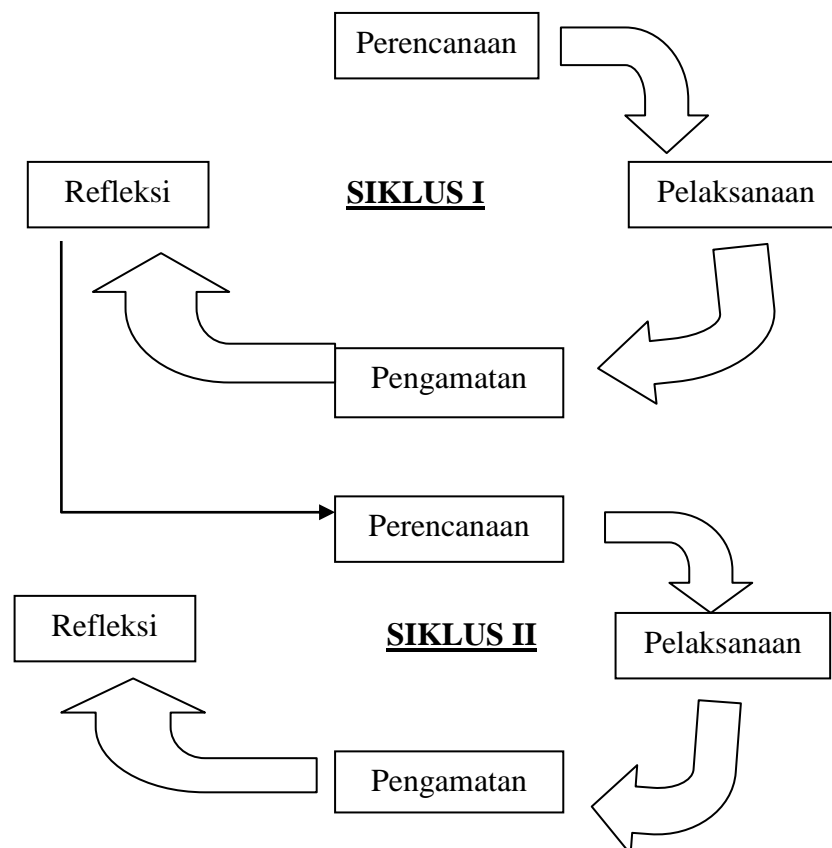 Perencanaan
Refleksi
SIKLUS I
Pelaksanaan
Pengamatan
Perencanaan
Refleksi
SIKLUS II
Pelaksanaan
Pengamatan